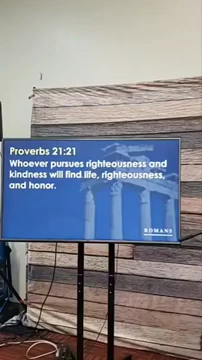 Proverbs 21:21
Whoever pursues righteousness and
kindness will find life, righteousness,
and honor.
ROMANS